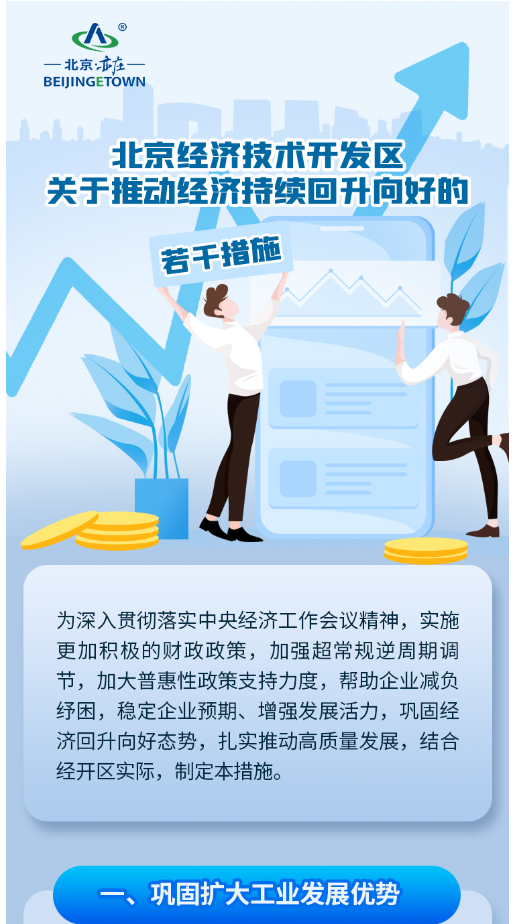 北京·亦庄
BEIJINGETOWN
北京经济技术开发区
关于推动经济持续回升向好的
若干措施
为深入贯彻落实中央经济工作会议精神，实施
更加积极的财政政策，加强超常规逆周期调
节，加大普惠性政策支持力度，帮助企业减负
纾困，稳定企业预期、增强发展活力，巩固经
济回升向好态势，扎实推动高质量发展，结合
经开区实际，制定本措施。
一、巩固扩大工业发展优势